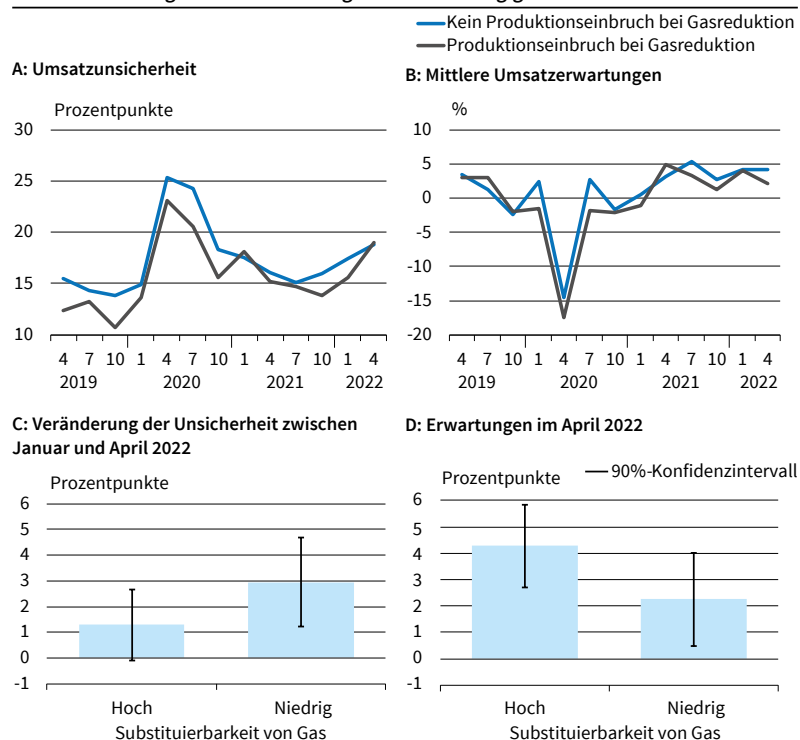 Kein Produktionseinbruch bei Gasreduktion
Produktionseinbruch bei Gasreduktion
A: Umsatzunsicherheit
Prozentpunkte
30
25
20
15
10
4 7 10 1 4 7 10 1 4 7 10 1 4
2019 2020 2021 2022
B: Mittlere Umsatzerwartungen
%
10
5
0
-5
-10
-15
-20
4 7 10 1 4 7 10 1 4 7 10 1 4
2019 2020 2021 2022
C: Veränderung der Unsicherheit zwischen
Januar und April 2022
Prozentpunkte
6
5
4
3
2
1
0
-1
Hoch Niedrig
Substituierbarkeit von Gas
D: Erwartungen im April 2022
Prozentpunkte
90%-Konfidenzintervall
6
5
4
3
2
1
0
-1
Hoch Niedrig
Substituierbarkeit von Gas